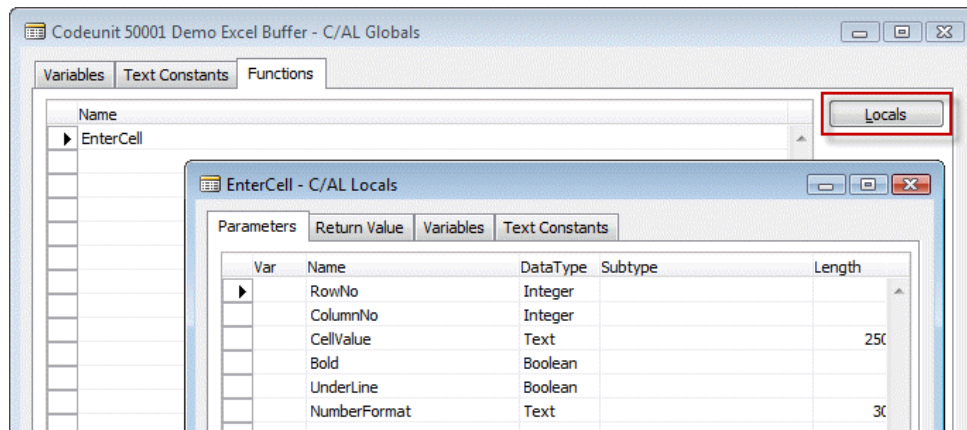 Codeunit 50001 Demo Excel Buffer - C/AL Globals
Variables Text Constants Functions
Name
Locals
EnterCell
EnterCell - C/AL Locals
Parameters Return Value Variables Text Constants
Var Name DataType Subtype Length
RowNo Integer
ColumnNo Integer
CellValue Text 250
Bold Boolean
UnderLine Boolean
NumberFormat Text 30